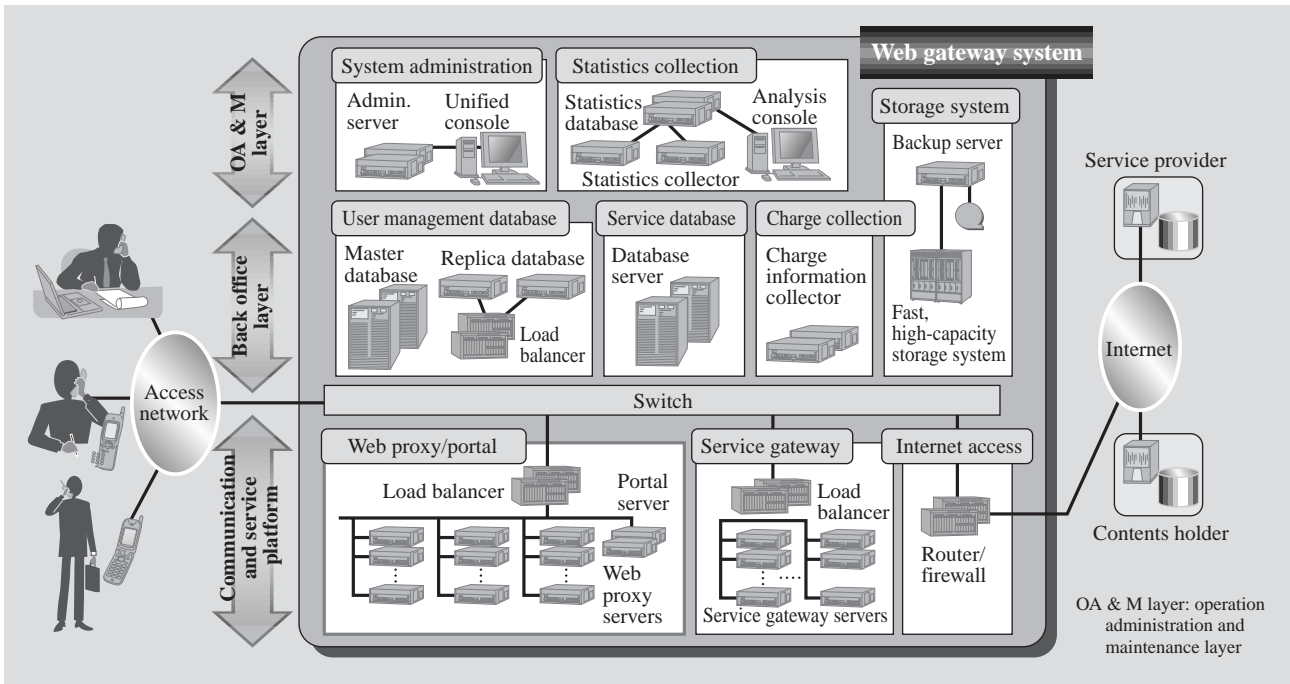 Web gateway system
System administration
Admin.
server
Unified
console
Statistics collection
Statistics
database
Analysis
console
Statistics collector
Storage system
Backup server
Fast,
high-capacity
storage system
OA & M
layer
User management database
Master
database
Replica database
Load
balancer
Service database
Database
server
Charge collection
Charge
information
collector
Back office
layer
Access
network
Switch
Communication
and service
platform
Web proxy/portal
Load balancer
Portal
server
Web
proxy
servers
Service gateway
Load
balancer
Service gateway servers
Internet access
Router/
firewall
Service provider
Internet
Contents holder
OA & M layer: operation
administration and
maintenance layer